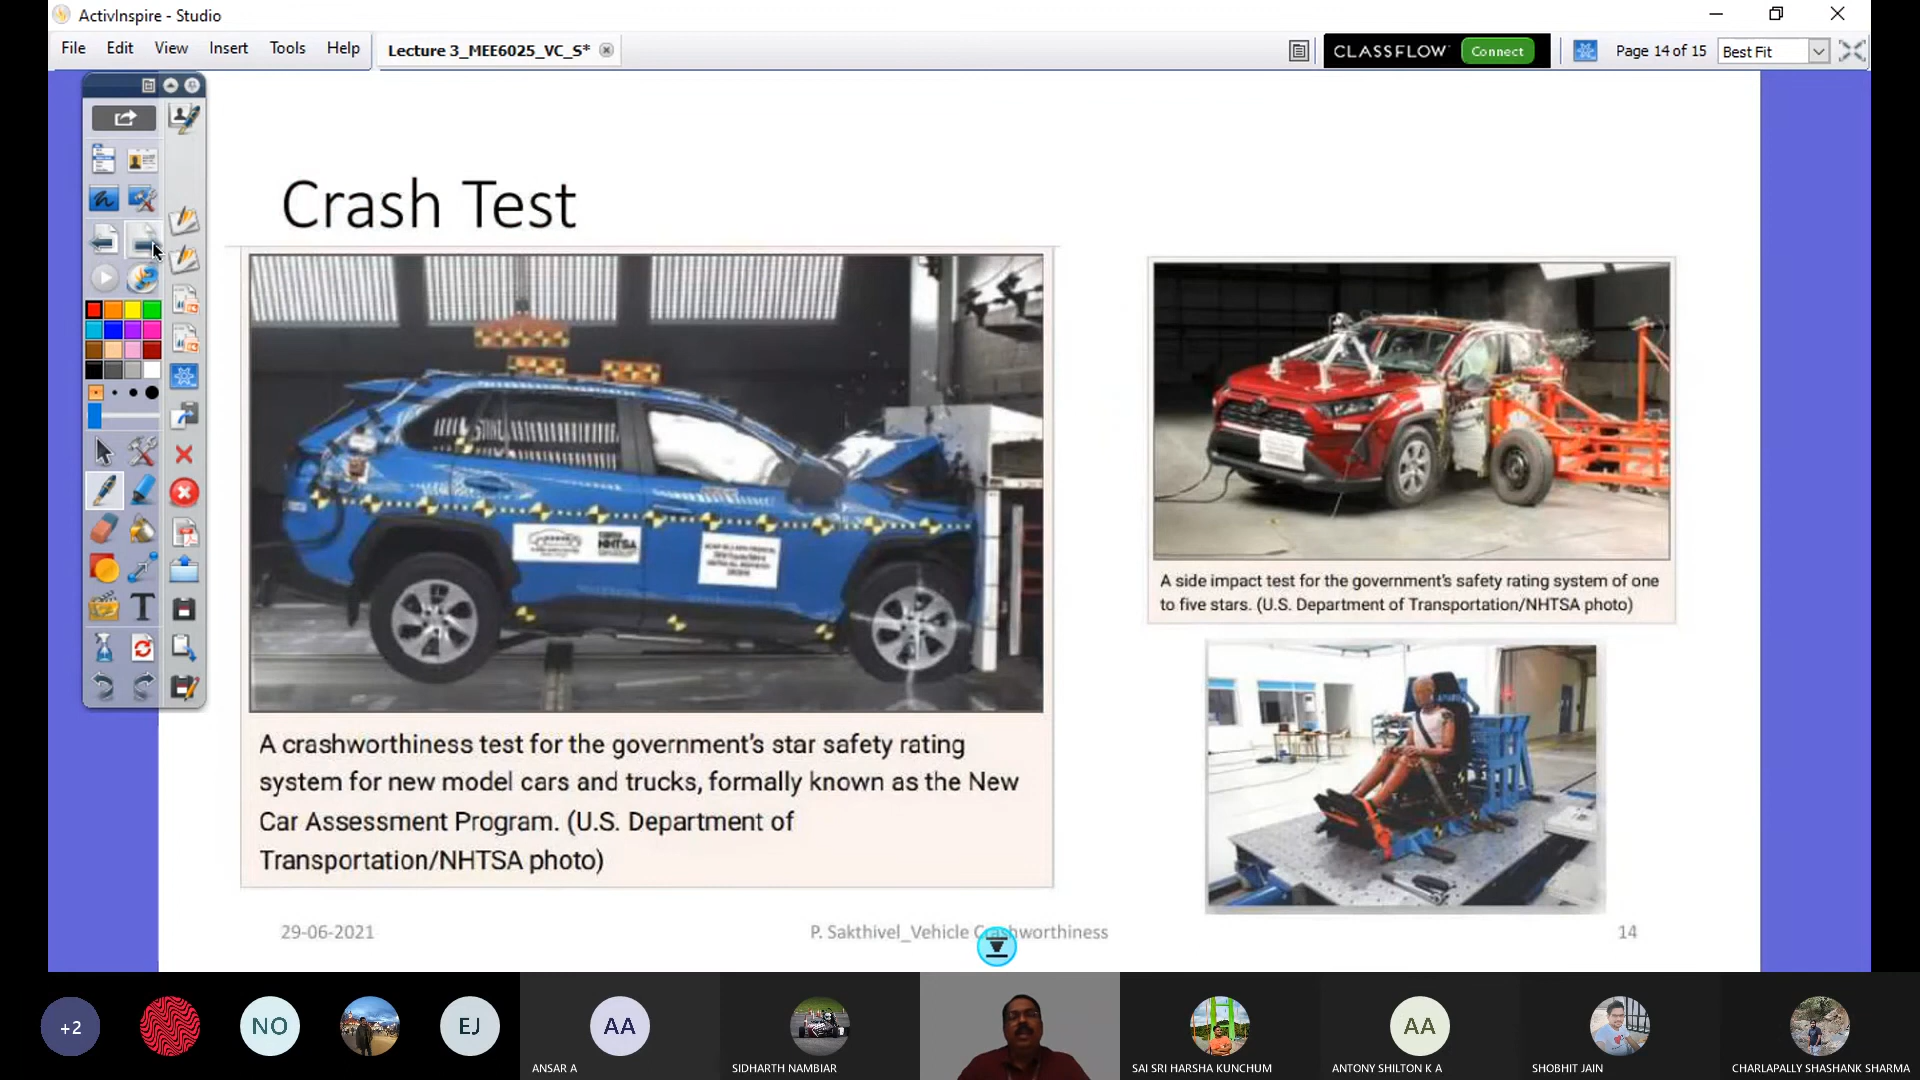 ActivInspire - Studio
File Edit View Insert Tools Help
Lecture 3_MEE6025_VC_S*
CLASSFLOW Connect
Page 14 of 15
Best Fit
Crash Test
NHTSA
A crashworthiness test for the government's star safety rating
system for new model cars and trucks, formally known as the New
Car Assessment Program. (U.S. Department of
Transportation/NHTSA photo)
A side impact test for the government's safety rating system of one
to five stars. (U.S. Department of Transportation/NHTSA photo)
29-06-2021
P. Sakthivel_Vehicle Crashworthiness
14
+2
NO
EJ
AA
ANSAR A
SIDHARTH NAMBIAR
SAI SRI HARSHA KUNCHUM
AA
ANTONY SHILTON K A
SHOBHIT JAIN
CHARLAPALLY SHASHANK SHARMA